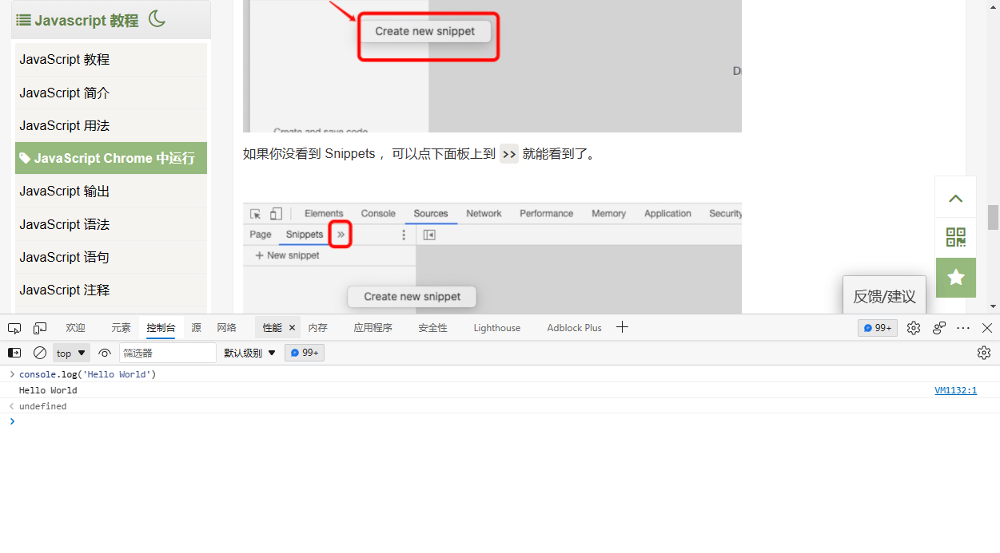 Javascript 教程
JavaScript 教程
JavaScript 简介
JavaScript 用法
JavaScript Chrome 中运行
JavaScript 输出
JavaScript 语法
JavaScript 语句
JavaScript 注释
Create new snippet
D
Create and save code
如果你没看到 Snippets ，可以点下面板上到 >> 就能看到了。
Elements Console Sources Network Performance Memory Application Security
Page Snippets »
+ New snippet
Create new snippet
反馈/建议
欢迎 元素 控制台 源 网络 性能 × 内存 应用程序 安全性 Lighthouse Adblock Plus + 99+
top 筛选器 默认级别 99+
> console.log('Hello World')
Hello World VM1132:1
< undefined
>